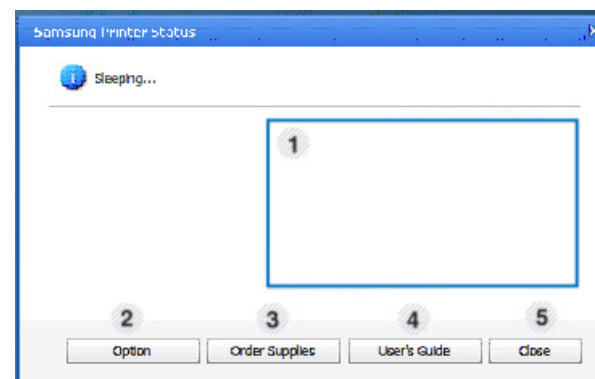 Samsung Printer Status
Sleeping...
1
2 3 4 5
Option Order Supplies User's Guide Close